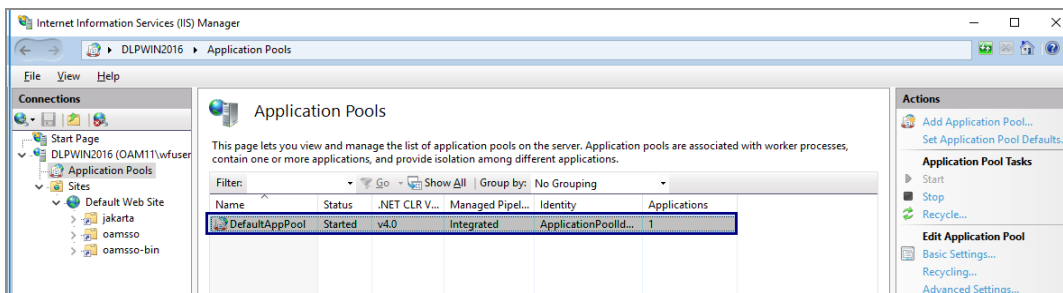 Internet Information Services (IIS) Manager
DLPWIN2016 Application Pools
File View Help
Connections
Start Page
DLPWIN2016 (OAM11\wfuser
Application Pools
Sites
Default Web Site
jakarta
oamsso
oamsso-bin
Application Pools
This page lets you view and manage the list of application pools on the server. Application pools are associated with worker processes,
contain one or more applications, and provide isolation among different applications.
Filter: Go Show All Group by: No Grouping
Name Status .NET CLR V... Managed Pipel... Identity Applications
DefaultAppPool Started v4.0 Integrated ApplicationPoolId... 1
Actions
Add Application Pool...
Set Application Pool Defaults.
Application Pool Tasks
Start
Stop
Recycle...
Edit Application Pool
Basic Settings...
Recycling...
Advanced Settings...